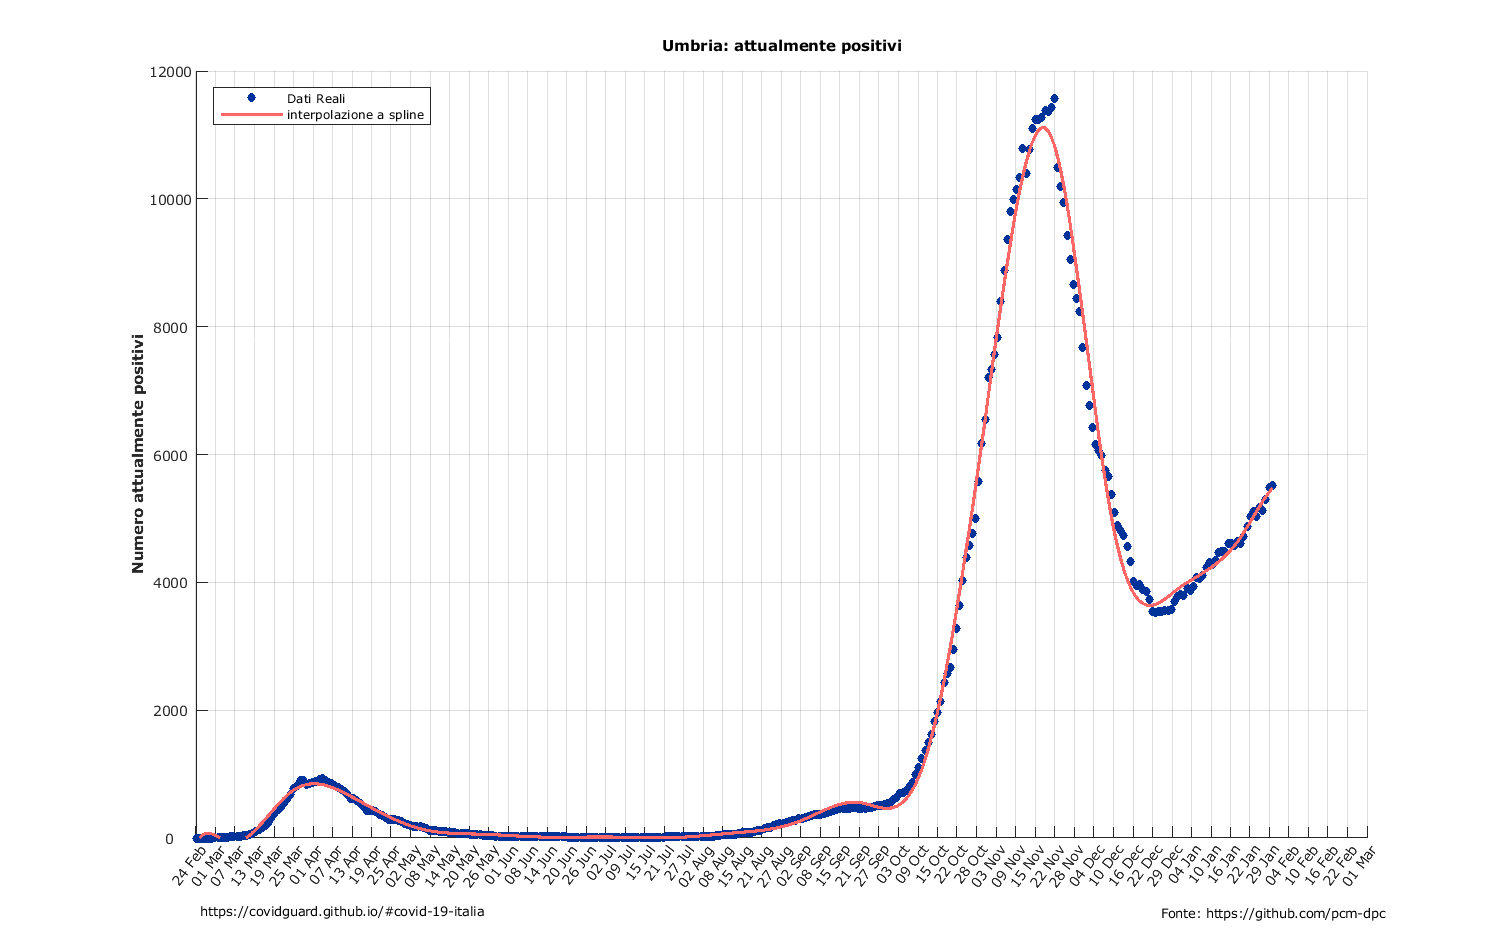 Umbria: attualmente positivi
Dati Reali
interpolazione a spline
Numero attualmente positivi
12000
10000
8000
6000
4000
2000
0
24 Feb
01 Mar
07 Mar
13 Mar
19 Mar
25 Mar
01 Apr
07 Apr
13 Apr
19 Apr
25 Apr
02 May
08 May
14 May
20 May
26 May
01 Jun
08 Jun
14 Jun
20 Jun
26 Jun
02 Jul
09 Jul
15 Jul
21 Jul
27 Jul
02 Aug
08 Aug
15 Aug
21 Aug
27 Aug
02 Sep
08 Sep
15 Sep
21 Sep
27 Sep
03 Oct
09 Oct
15 Oct
22 Oct
28 Oct
03 Nov
09 Nov
15 Nov
22 Nov
28 Nov
04 Dec
10 Dec
16 Dec
22 Dec
29 Dec
04 Jan
10 Jan
16 Jan
22 Jan
29 Jan
04 Feb
10 Feb
16 Feb
22 Feb
01 Mar
https://covidguard.github.io/#covid-19-italia
Fonte: https://github.com/pcm-dpc